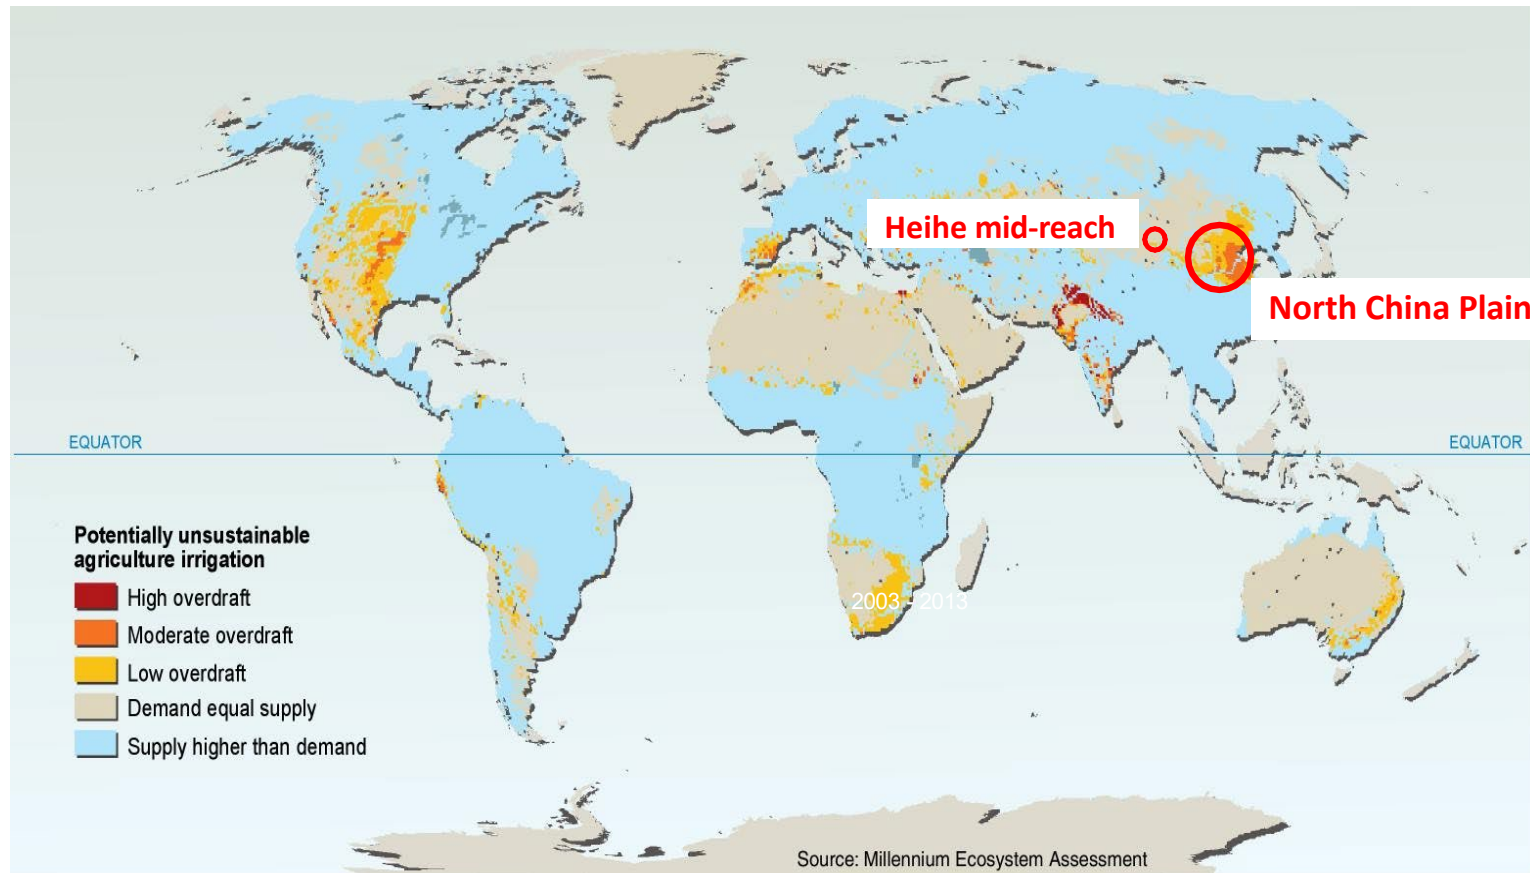 Heihe mid-reach
North China Plain
EQUATOR
EQUATOR
Potentially unsustainable
agriculture irrigation
High overdraft
Moderate overdraft
Low overdraft
Demand equal supply
Supply higher than demand
2003 - 2013
Source: Millennium Ecosystem Assessment